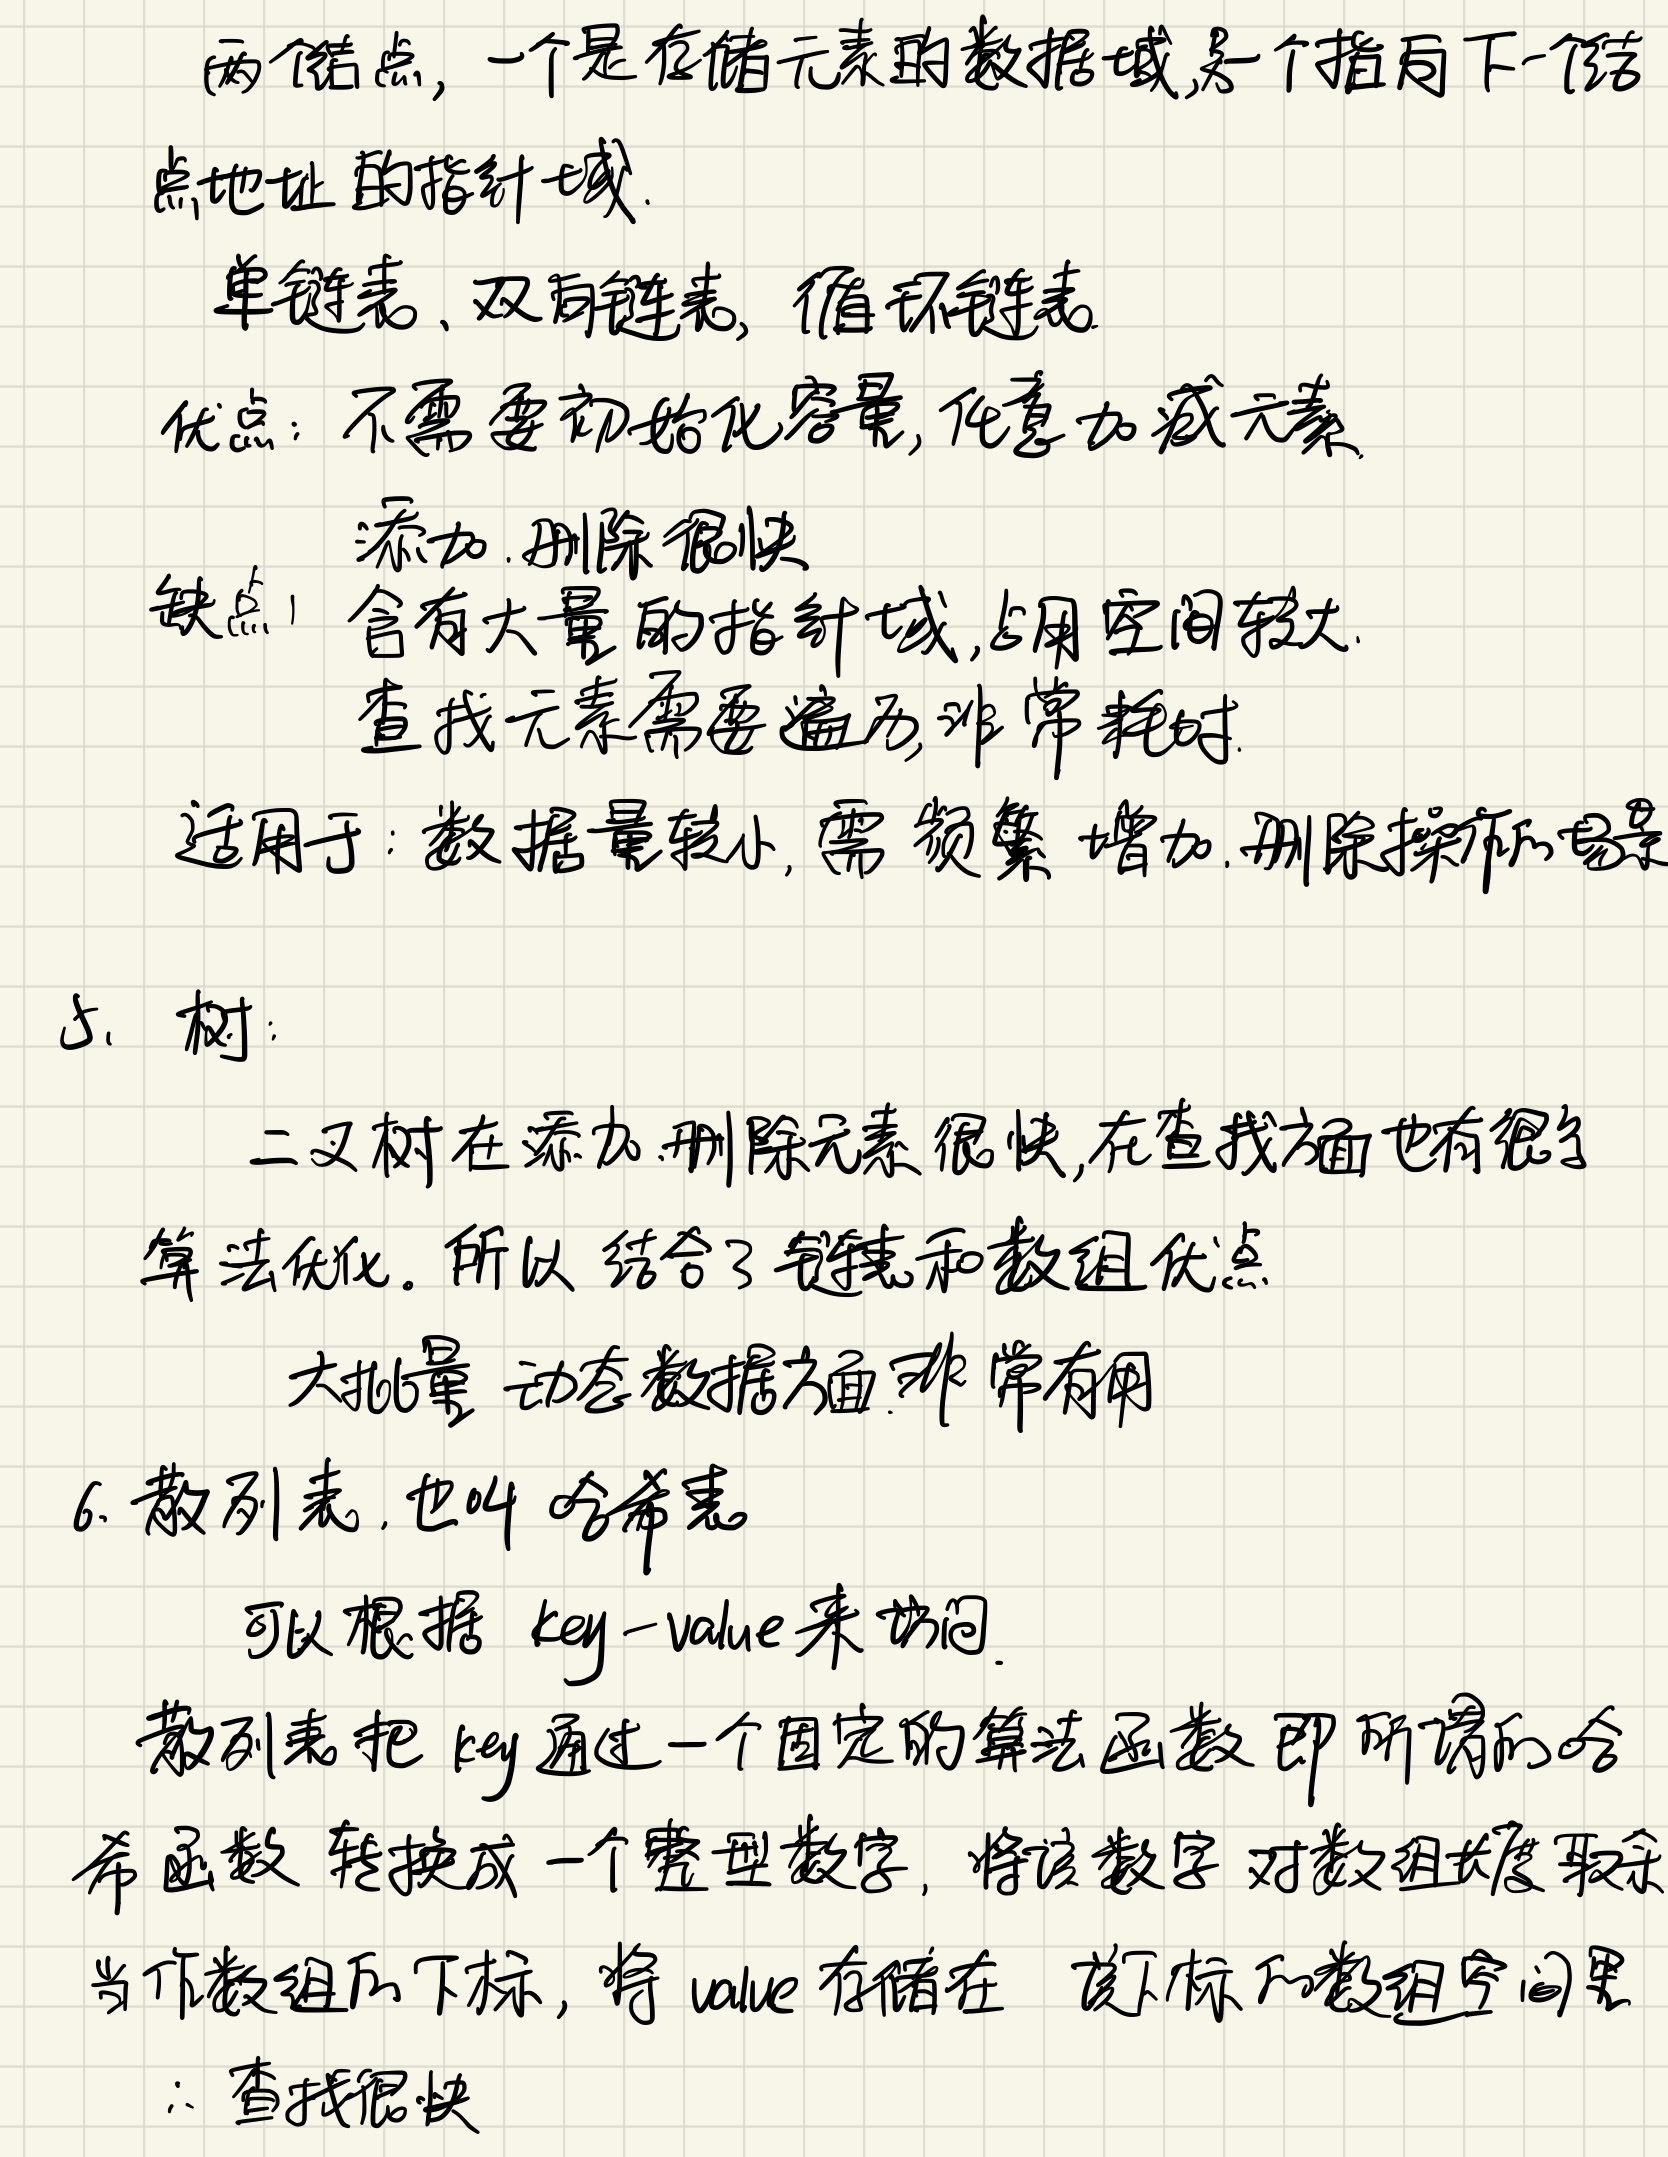 两个结点, 一个是存储元素的数据域,另一个指向下一个结
点地址的指针域.
单链表、双向链表, 循环链表.
优点: 不需要初始化容量,任意加减元素.
添加.删除很快
缺点: 含有大量的指针域,占用空间较大.
查找元素需要遍历,非常耗时.
适用于: 数据量较小, 需频繁增加.删除操作的场景
5. 树:
二叉树在添加.删除元素很快,在查找方面也有很多
算法优化. 所以结合了链表和数组优点
大批量动态数据方面.非常有用
6. 散列表.也叫哈希表
可以根据 key-value来访问.
散列表把 key 通过一个固定的算法函数即所谓的哈
希函数转换成一个整型数字, 将该数字对数组长度取余
当作数组的下标, 将 value 存储在 该下标的数组空间里
∴ 查找很快